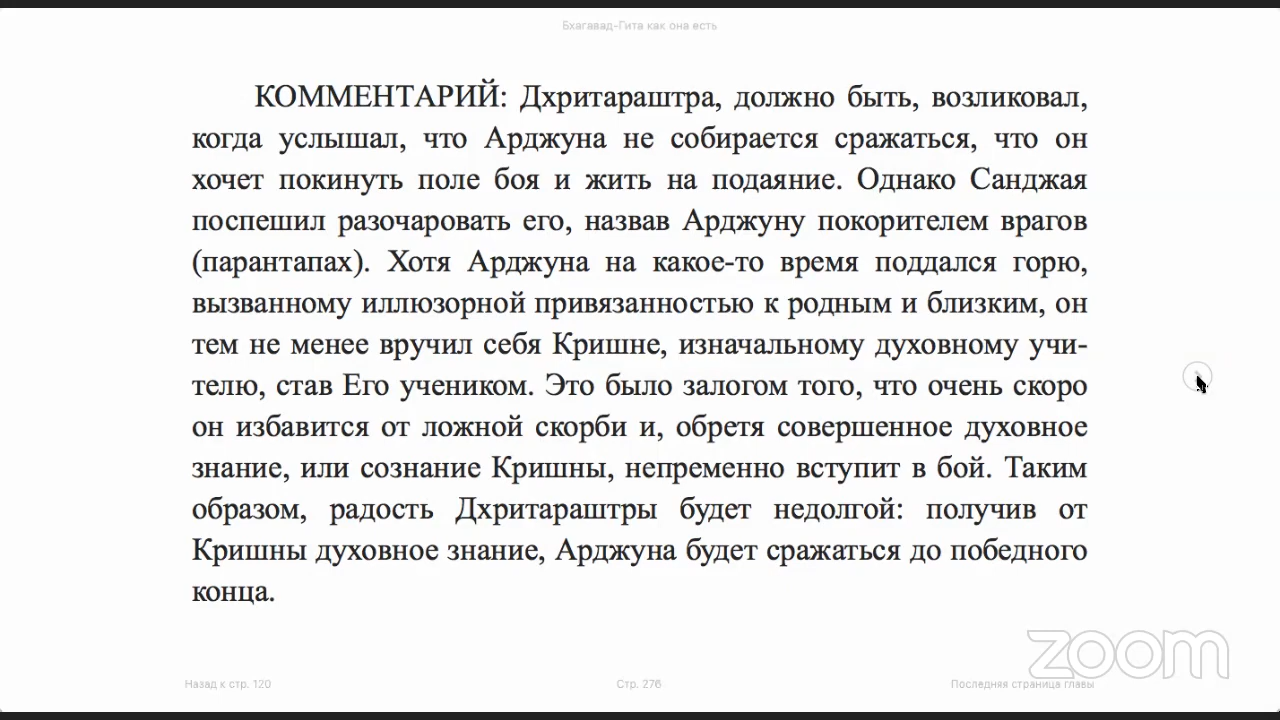 Бхагавад-Гита как она есть
КОММЕНТАРИЙ: Дхритараштра, должно быть, возликовал,
когда услышал, что Арджуна не собирается сражаться, что он
хочет покинуть поле боя и жить на подаяние. Однако Санджая
поспешил разочаровать его, назвав Арджуну покорителем врагов
(парантапах). Хотя Арджуна на какое-то время поддался горю,
вызванному иллюзорной привязанностью к родным и близким, он
тем не менее вручил себя Кришне, изначальному духовному учи-
телю, став Его учеником. Это было залогом того, что очень скоро
он избавится от ложной скорби и, обретя совершенное духовное
знание, или сознание Кришны, непременно вступит в бой. Таким
образом, радость Дхритараштры будет недолгой: получив от
Кришны духовное знание, Арджуна будет сражаться до победного
конца.
zoom
Назад к стр. 120
Стр. 276
Последняя страница главы